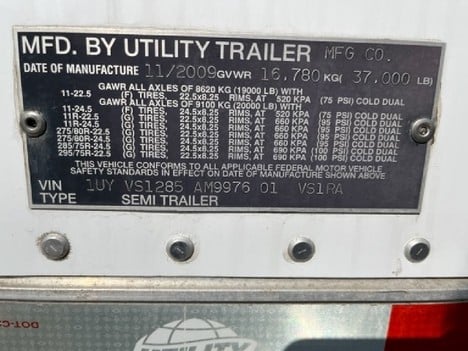 MFD. BY UTILITY TRAILER MFG CO.
DATE OF MANUFACTURE 11/2009 GVWR 16,780 KG( 37,000 LB)
GAWR ALL AXLES OF 8620 KG (19000 LB) WITH
11-22.5 (F) TIRES, 22.5x8.25 RIMS, AT 520 KPA (75 PSI) COLD DUAL
GAWR ALL AXLES OF 9100 KG (20000 LB) WITH
11-24.5 (F) TIRES, 24.5x8.25 RIMS, AT 520 KPA (75 PSI) COLD DUAL
11R-22.5 (G) TIRES, 22.5x8.25 RIMS, AT 660 KPA (95 PSI) COLD DUAL
11R-24.5 (G) TIRES, 24.5x8.25 RIMS, AT 660 KPA (95 PSI) COLD DUAL
275/80R-22.5 (G) TIRES, 22.5x8.25 RIMS, AT 660 KPA (95 PSI) COLD DUAL
275/80R-24.5 (G) TIRES, 24.5x8.25 RIMS, AT 660 KPA (95 PSI) COLD DUAL
285/75R-24.5 (G) TIRES, 24.5x8.25 RIMS, AT 690 KPA (100 PSI) COLD DUAL
295/75R-22.5 (G) TIRES, 22.5x8.25 RIMS, AT 690 KPA (100 PSI) COLD DUAL
THIS VEHICLE CONFORMS TO ALL APPLICABLE FEDERAL MOTOR VEHICLE
SAFETY STANDARDS IN EFFECT ON DATE OF MANUFACTURE SHOWN ABOVE
VIN 1UY VS1285 AM9976 01 VS1RA
TYPE SEMI TRAILER
UTILITY